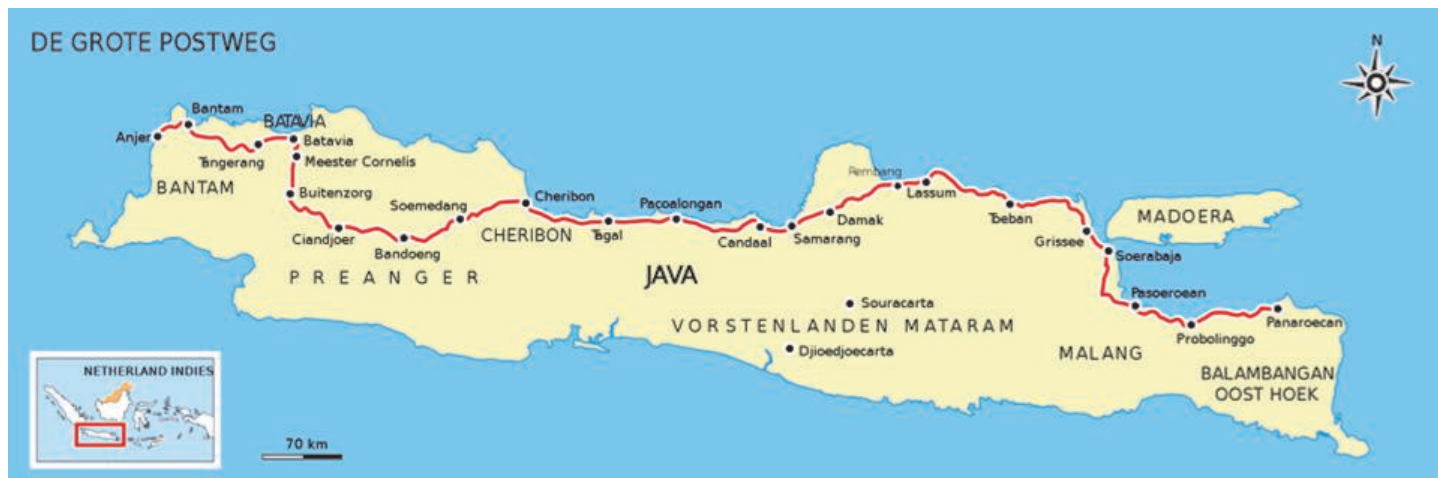 DE GROTE POSTWEG
N
Bantam
BATAVIA
Anjer
Batavia
Tangerang
Meester Cornelis
BANTAM
Buitenzorg
Rembang
Lassum
Cheribon
Soemedang
Pacoalongan
Damak
Toeban
MADOERA
Ciandjoer
CHERIBON
Tagal
Candaal
Samarang
Grissee
Bandoeng
Soerabaja
PREANGER
JAVA
Pasoeroean
Souracarta
Panaroecan
VORSTENLANDEN MATARAM
Probolinggo
Djioedjoecarta
MALANG
BALAMBANGAN
OOST HOEK
NETHERLAND INDIES
70 km